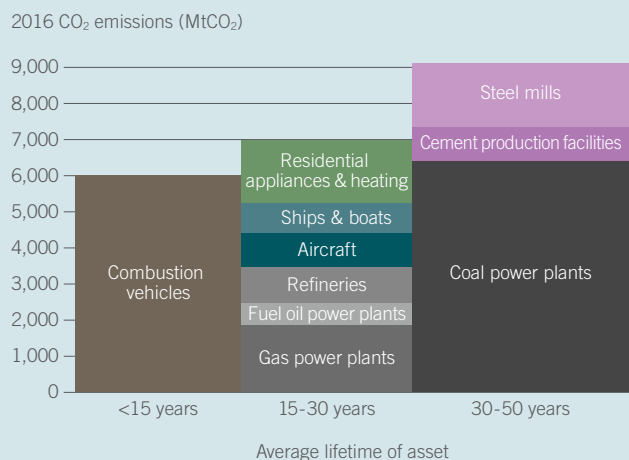 2016 CO₂ emissions (MtCO₂)
9,000
8,000
7,000
6,000
5,000
4,000
3,000
2,000
1,000
0
Combustion
vehicles
Residential
appliances & heating
Ships & boats
Aircraft
Refineries
Fuel oil power plants
Gas power plants
Steel mills
Cement production facilities
Coal power plants
<15 years
15-30 years
30-50 years
Average lifetime of asset